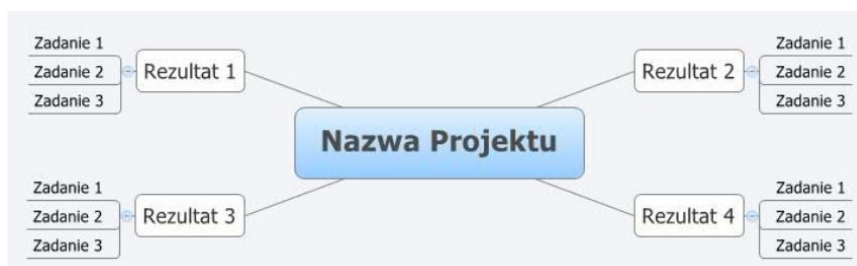 Zadanie 1
Zadanie 2
Zadanie 3
Rezultat 1
Rezultat 2
Zadanie 1
Zadanie 2
Zadanie 3
Nazwa Projektu
Zadanie 1
Zadanie 2
Zadanie 3
Rezultat 3
Rezultat 4
Zadanie 1
Zadanie 2
Zadanie 3